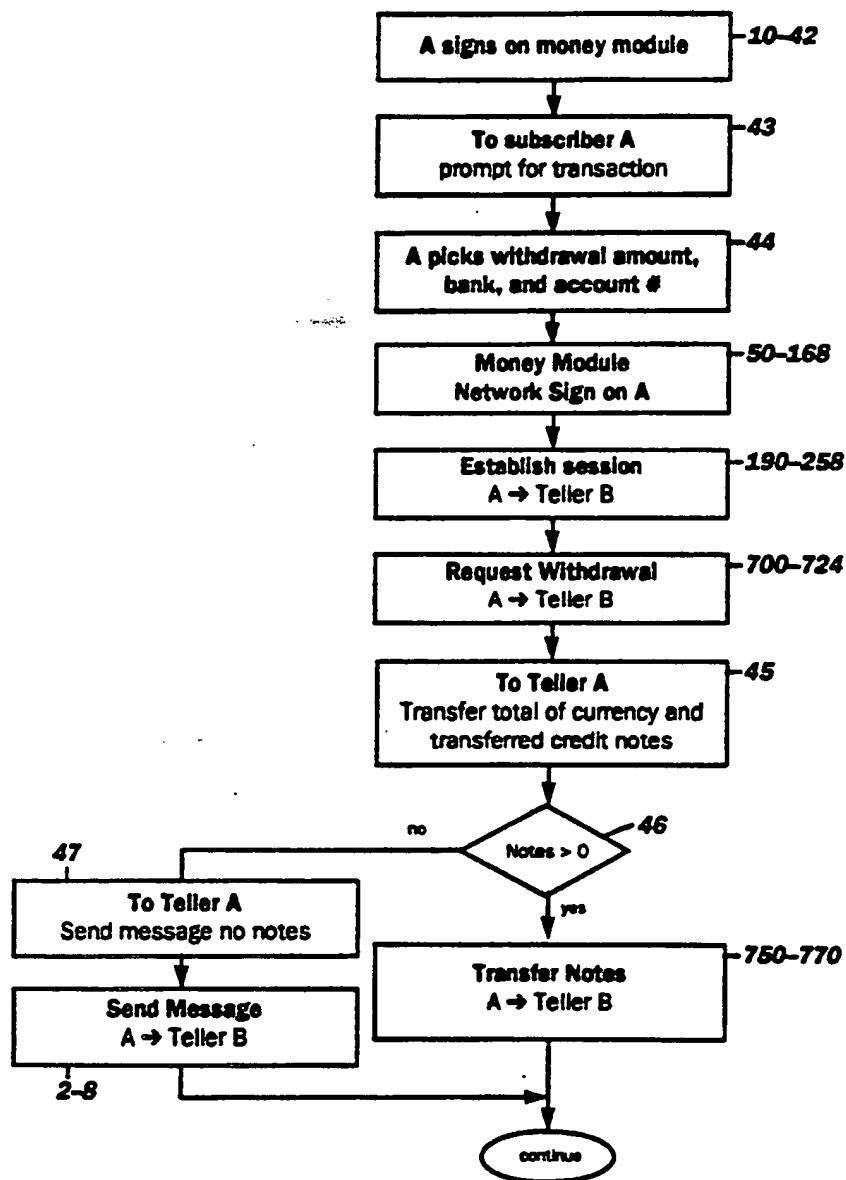 A signs on money module
10–42
To subscriber A
prompt for transaction
43
A picks withdrawal amount,
bank, and account #
44
Money Module
Network Sign on A
50–168
Establish session
A → Teller B
190–258
Request Withdrawal
A → Teller B
700–724
To Teller A
Transfer total of currency and
transferred credit notes
45
Notes > 0
46
no
yes
47
To Teller A
Send message no notes
Send Message
A → Teller B
2–8
Transfer Notes
A → Teller B
750–770
continue